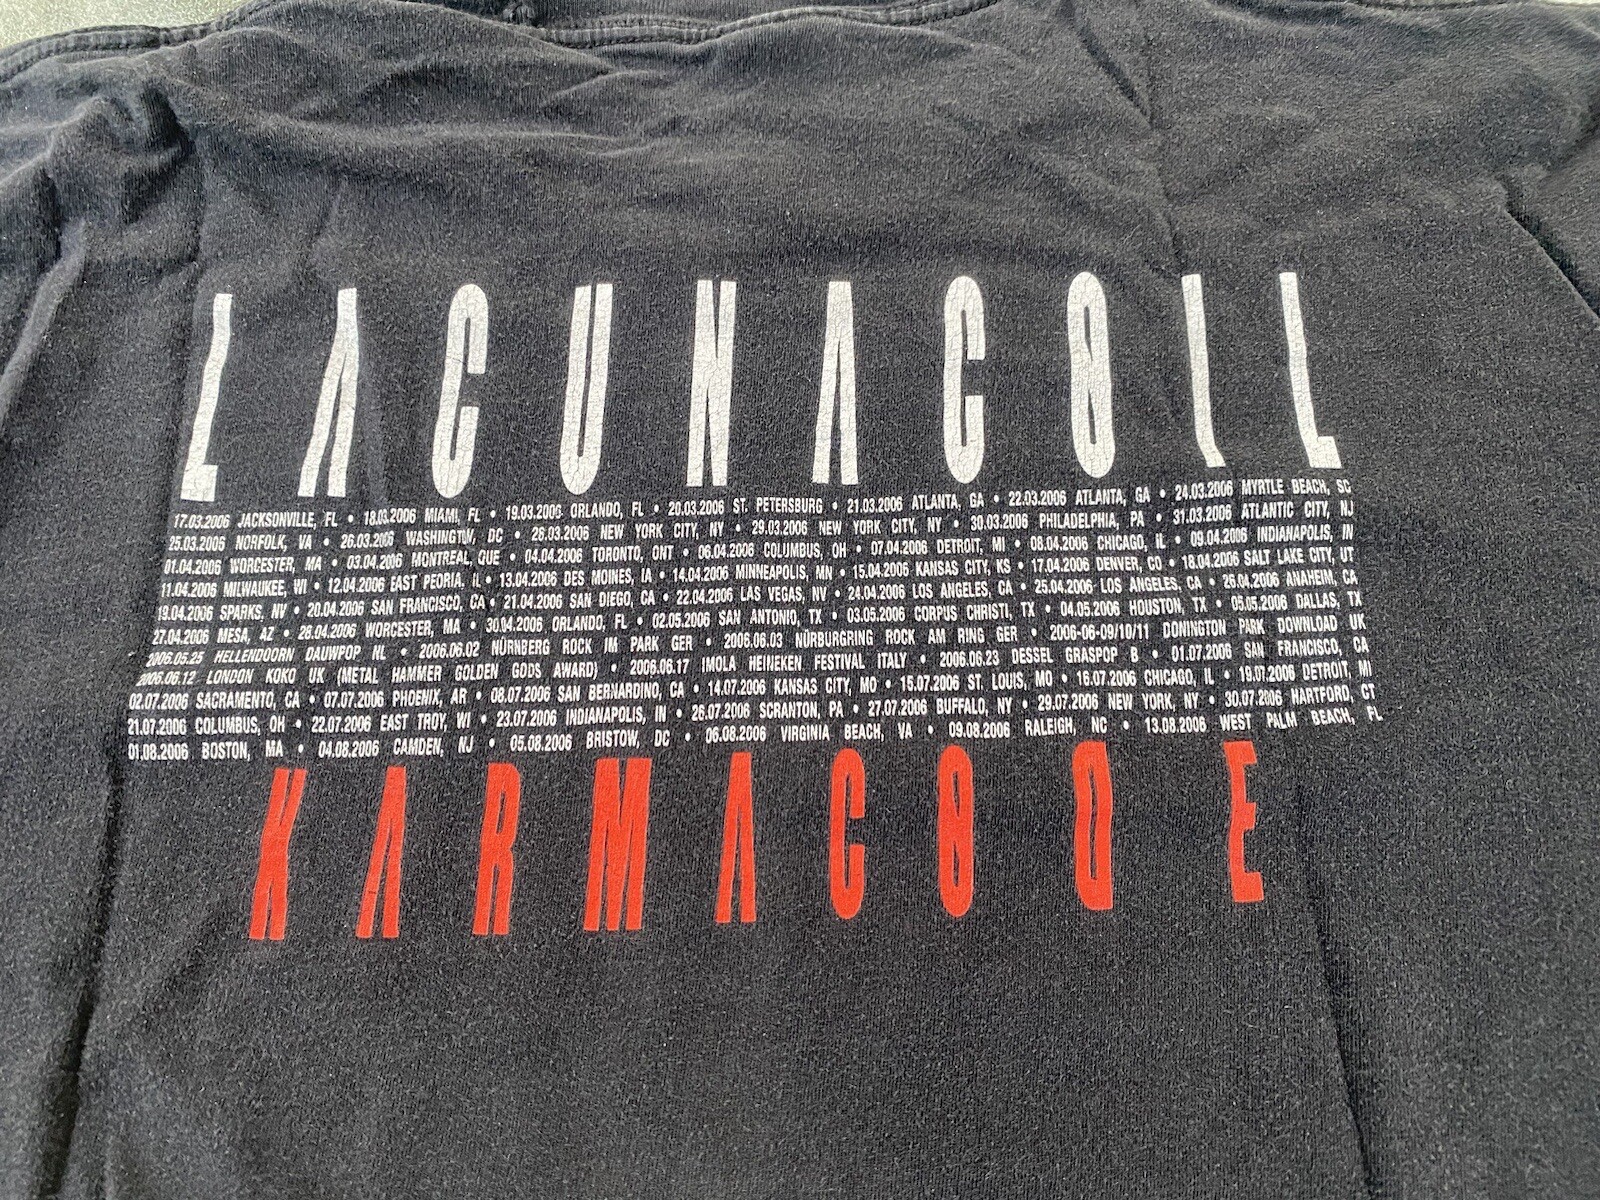 LACUNA COIL
17.03.2006 JACKSONVILLE, FL • 18.03.2006 MIAMI, FL • 19.03.2006 ORLANDO, FL • 20.03.2006 ST. PETERSBURG • 21.03.2006 ATLANTA, GA • 22.03.2006 ATLANTA, GA • 24.03.2006 MYRTLE BEACH, SC
25.03.2006 NORFOLK, VA • 26.03.2006 WASHINGTON, DC • 28.03.2006 NEW YORK CITY, NY • 29.03.2006 NEW YORK CITY, NY • 30.03.2006 PHILADELPHIA, PA • 31.03.2006 ATLANTIC CITY, NJ
01.04.2006 WORCESTER, MA • 03.04.2006 MONTREAL, QUE • 04.04.2006 TORONTO, ONT • 06.04.2006 COLUMBUS, OH • 07.04.2006 DETROIT, MI • 08.04.2006 CHICAGO, IL • 09.04.2006 INDIANAPOLIS, IN
11.04.2006 MILWAUKEE, WI • 12.04.2006 EAST PEORIA, IL • 13.04.2006 DES MOINES, IA • 14.04.2006 MINNEAPOLIS, MN • 15.04.2006 KANSAS CITY, KS • 17.04.2006 DENVER, CO • 18.04.2006 SALT LAKE CITY, UT
19.04.2006 SPARKS, NV • 20.04.2006 SAN FRANCISCO, CA • 21.04.2006 SAN DIEGO, CA • 22.04.2006 LAS VEGAS, NV • 24.04.2006 LOS ANGELES, CA • 25.04.2006 LOS ANGELES, CA • 26.04.2006 ANAHEIM, CA
27.04.2006 MESA, AZ • 28.04.2006 WORCESTER, MA • 30.04.2006 ORLANDO, FL • 02.05.2006 SAN ANTONIO, TX • 03.05.2006 CORPUS CHRISTI, TX • 04.05.2006 HOUSTON, TX • 05.05.2006 DALLAS, TX
2006.05.25 HELLENDOORN DAUWPOP NL • 2006.06.02 NÜRNBERG ROCK IM PARK GER • 2006.06.03 NÜRBURGRING ROCK AM RING GER • 2006-06-09/10/11 DONINGTON PARK DOWNLOAD UK
2006.06.12 LONDON KOKO UK (METAL HAMMER GOLDEN GODS AWARD) • 2006.06.17 IMOLA HEINEKEN FESTIVAL ITALY • 2006.06.23 DESSEL GRASPOP B • 01.07.2006 SAN FRANCISCO, CA
02.07.2006 SACRAMENTO, CA • 07.07.2006 PHOENIX, AR • 08.07.2006 SAN BERNARDINO, CA • 14.07.2006 KANSAS CITY, MO • 15.07.2006 ST. LOUIS, MO • 16.07.2006 CHICAGO, IL • 19.07.2006 DETROIT, MI
21.07.2006 COLUMBUS, OH • 22.07.2006 EAST TROY, WI • 23.07.2006 INDIANAPOLIS, IN • 26.07.2006 SCRANTON, PA • 27.07.2006 BUFFALO, NY • 29.07.2006 NEW YORK, NY • 30.07.2006 HARTFORD, CT
01.08.2006 BOSTON, MA • 04.08.2006 CAMDEN, NJ • 05.08.2006 BRISTOW, DC • 06.08.2006 VIRGINIA BEACH, VA • 09.08.2006 RALEIGH, NC • 13.08.2006 WEST PALM BEACH, FL
KARMACODE